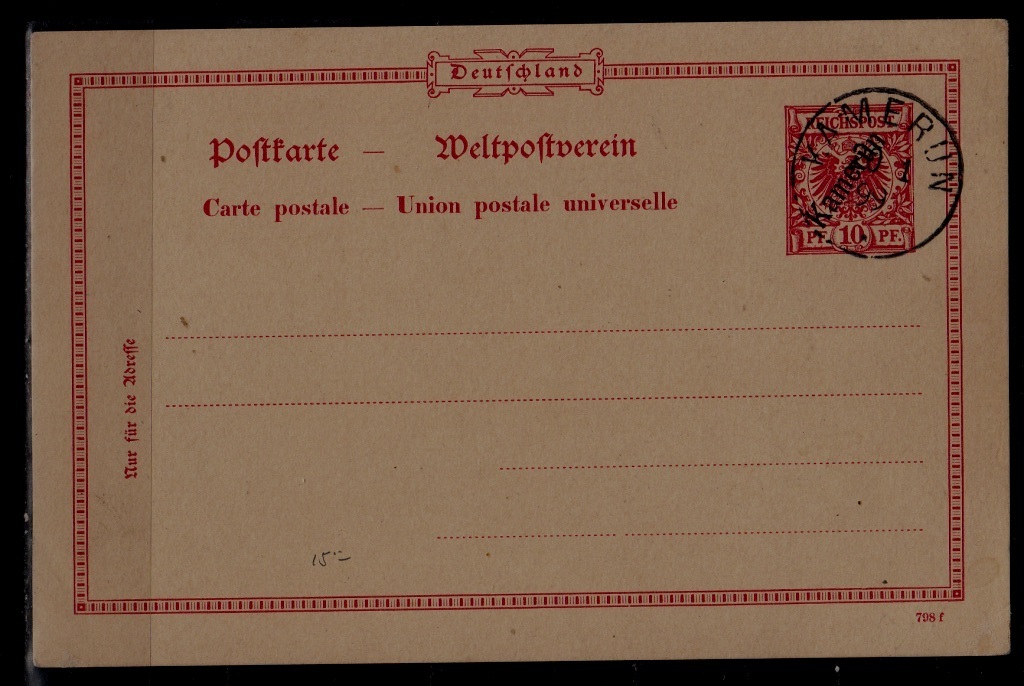 Deutschland
Postkarte — Weltpostverein
Carte postale — Union postale universelle
KAMERUN
REICHSPOST
Kamerun
PF. 10 PF.
Nur für die Adresse
15.-
798 f